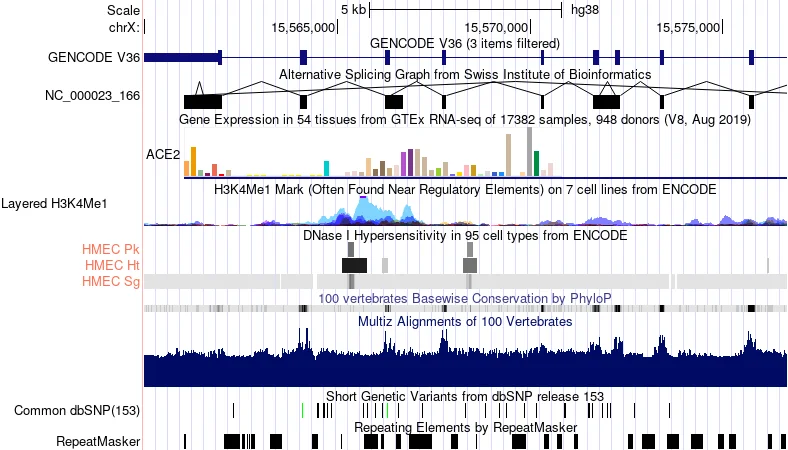 Scale 5 kb hg38
chrX: 15,565,000 15,570,000 15,575,000
GENCODE V36 (3 items filtered)
GENCODE V36
Alternative Splicing Graph from Swiss Institute of Bioinformatics
NC_000023_166
Gene Expression in 54 tissues from GTEx RNA-seq of 17382 samples, 948 donors (V8, Aug 2019)
ACE2
H3K4Me1 Mark (Often Found Near Regulatory Elements) on 7 cell lines from ENCODE
Layered H3K4Me1
DNase I Hypersensitivity in 95 cell types from ENCODE
HMEC Pk
HMEC Ht
HMEC Sg
100 vertebrates Basewise Conservation by PhyloP
Multiz Alignments of 100 Vertebrates
Short Genetic Variants from dbSNP release 153
Common dbSNP(153)
Repeating Elements by RepeatMasker
RepeatMasker